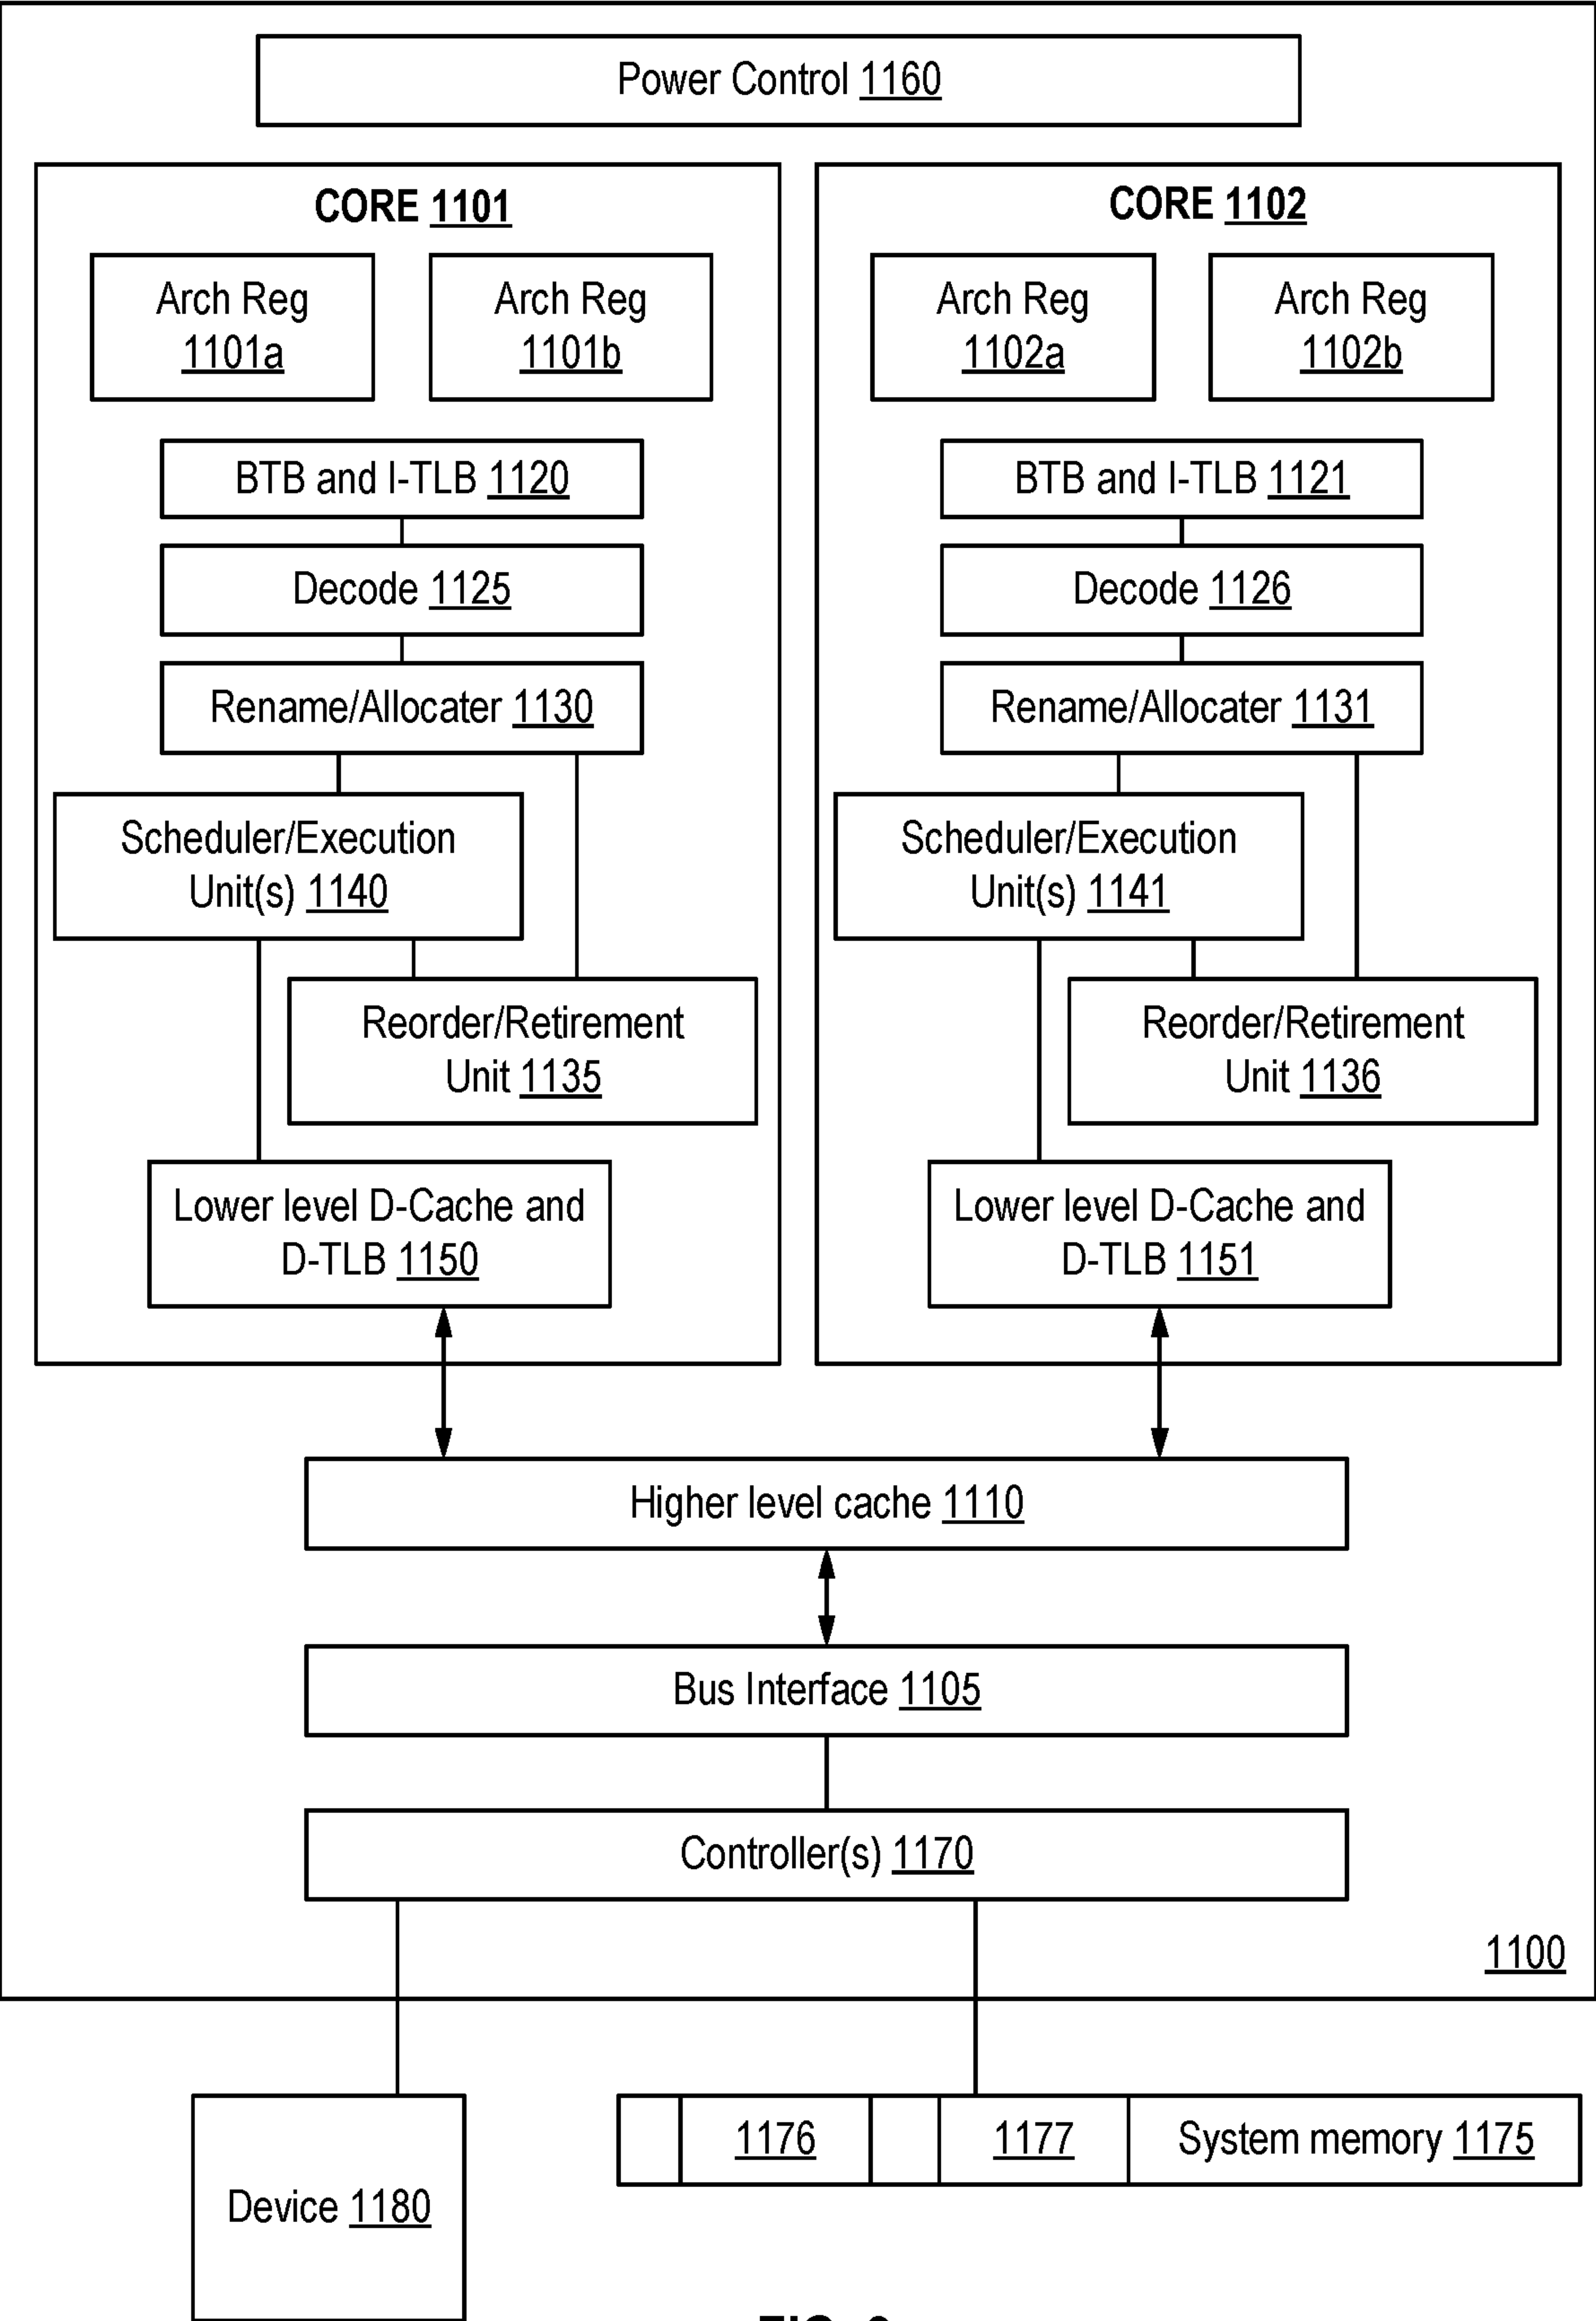 Power Control 1160
CORE 1101
Arch Reg
1101a
Arch Reg
1101b
BTB and I-TLB 1120
Decode 1125
Rename/Allocater 1130
Scheduler/Execution
Unit(s) 1140
Reorder/Retirement
Unit 1135
Lower level D-Cache and
D-TLB 1150
CORE 1102
Arch Reg
1102a
Arch Reg
1102b
BTB and I-TLB 1121
Decode 1126
Rename/Allocater 1131
Scheduler/Execution
Unit(s) 1141
Reorder/Retirement
Unit 1136
Lower level D-Cache and
D-TLB 1151
Higher level cache 1110
Bus Interface 1105
Controller(s) 1170
1100
Device 1180
1176
1177
System memory 1175